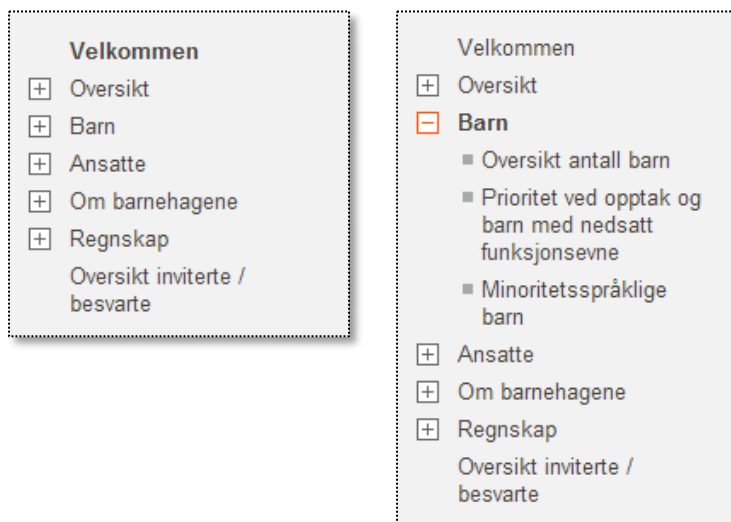 Velkommen
Oversikt
Barn
Ansatte
Om barnehagene
Regnskap
Oversikt inviterte /
besvarte
Velkommen
Oversikt
Barn
Oversikt antall barn
Prioritet ved opptak og
barn med nedsatt
funksjonsevne
Minoritetsspråklige
barn
Ansatte
Om barnehagene
Regnskap
Oversikt inviterte /
besvarte